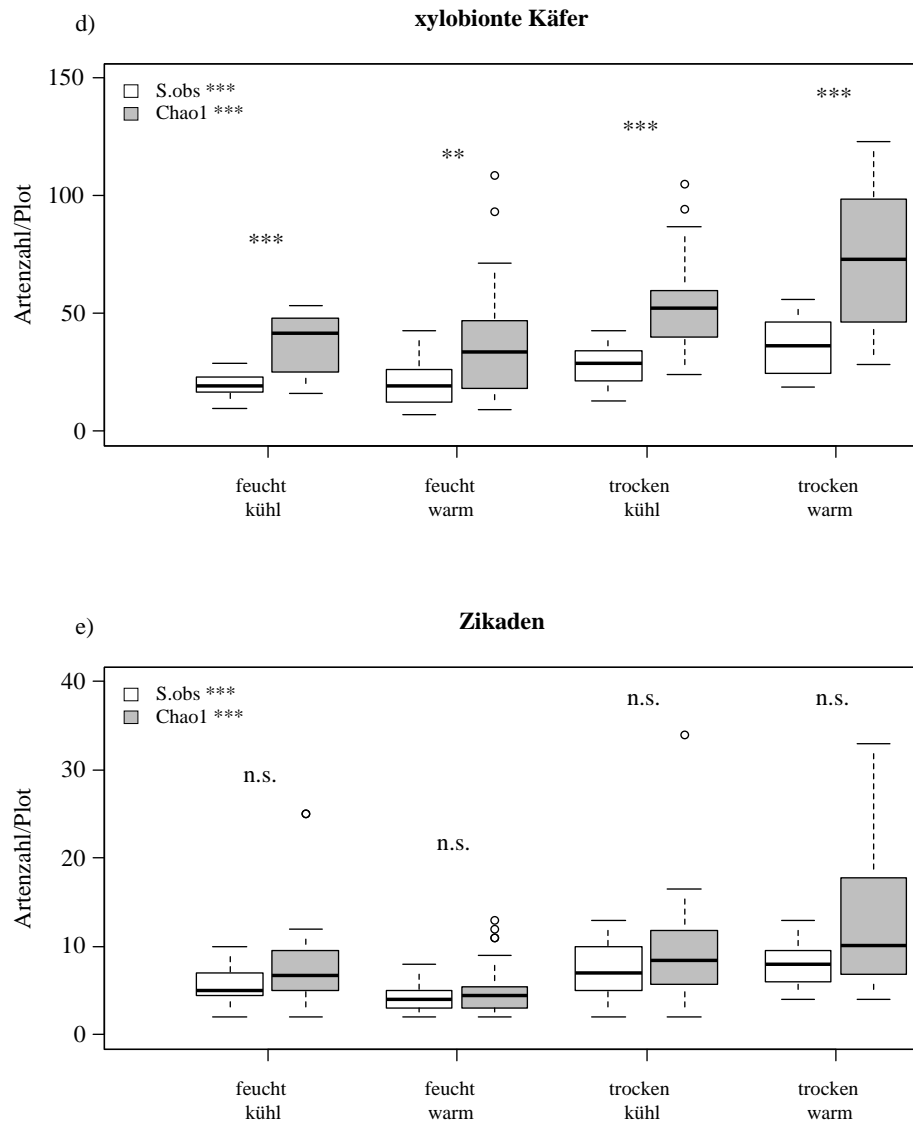 d)
xylobionte Käfer
150
100
50
0
Artenzahl/Plot
S.obs ***
Chao1 ***
***
**
***
***
feucht
kühl
feucht
warm
trocken
kühl
trocken
warm
e)
Zikaden
40
30
20
10
0
Artenzahl/Plot
S.obs ***
Chao1 ***
n.s.
n.s.
n.s.
n.s.
feucht
kühl
feucht
warm
trocken
kühl
trocken
warm